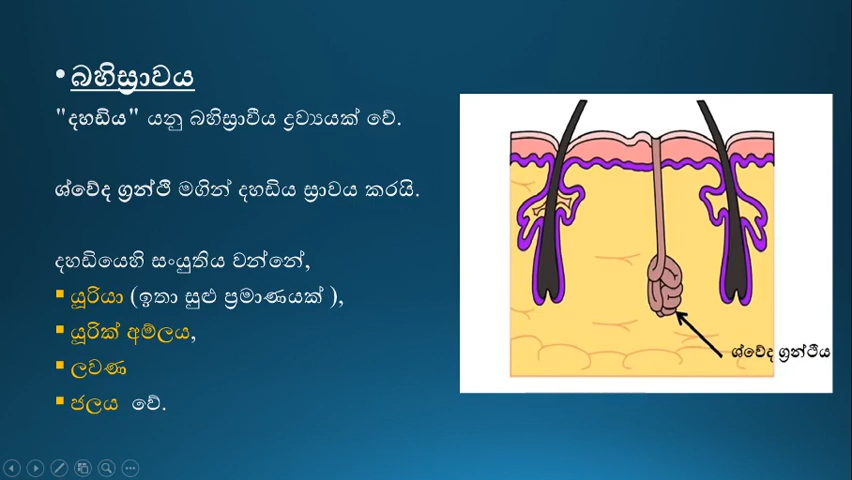 • බහිස්‍රාවය
"දහඩිය" යනු බහිස්‍රාවීය ද්‍රව්‍යයක් වේ.
ශ්වේද ග්‍රන්ථි මගින් දහඩිය ස්‍රාවය කරයි.
දහඩියෙහි සංයුතිය වන්නේ,
▪ යූරියා (ඉතා සුළු ප්‍රමාණයක් ),
▪ යූරික් අම්ලය,
▪ ලවණ
▪ ජලය වේ.
ශ්වේද ග්‍රන්ථිය